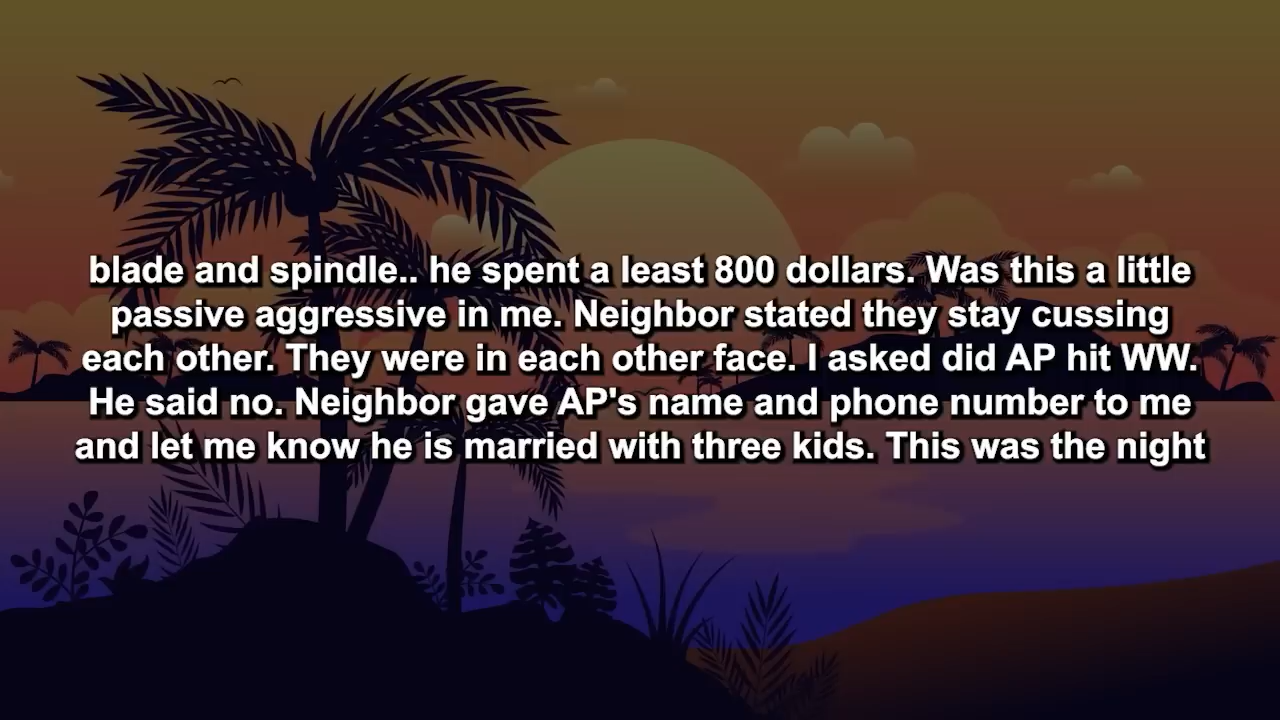 blade and spindle.. he spent a least 800 dollars. Was this a little
passive aggressive in me. Neighbor stated they stay cussing
each other. They were in each other face. I asked did AP hit WW.
He said no. Neighbor gave AP's name and phone number to me
and let me know he is married with three kids. This was the night